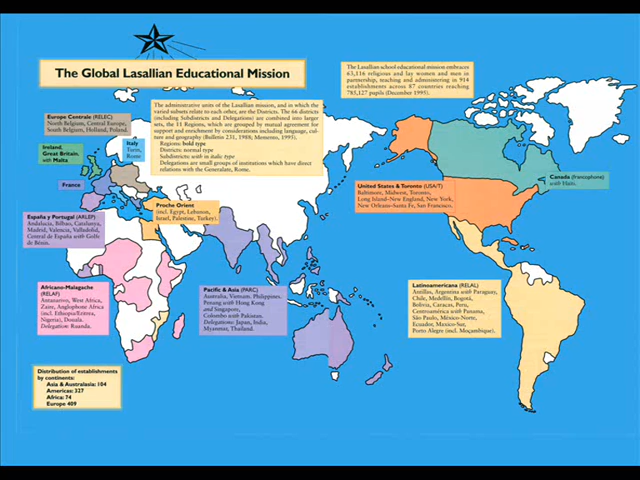 The Global Lasallian Educational Mission
The Lasallian school educational mission embraces
63,116 religious and lay women and men in
partnership, teaching and administering in 914
establishments across 87 countries reaching
785,127 pupils (December 1995).
The administrative units of the Lasallian mission, and in which the
varied subsets relate to each other, are the Districts. The 66 districts
(including Subdistricts and Delegations) are combined into larger
sets, the 11 Regions, which are grouped by mutual agreement for
support and enrichment by considerations including language, cul-
ture and geography (Bulletin 231, 1988; Memento, 1995).
Regions: bold type
Districts: normal type
Subdistricts: with in italic type
Delegations are small groups of institutions which have direct
relations with the Generalate, Rome.
Europe Centrale (RELEC)
North Belgium, Central Europe,
South Belgium, Holland, Poland.
Ireland,
Great Britain,
with Malta
Italy
Turin,
Rome
France
España y Portugal (ARLEP)
Andalucia, Bilbao, Catalunya,
Madrid, Valencia, Valladolid,
Central de España with Golfe
de Bénin.
Proche Orient
(incl. Egypt, Lebanon,
Israel, Palestine, Turkey).
Canada (francophone)
with Haiti.
United States & Toronto (USA/T)
Baltimore, Midwest, Toronto,
Long Island-New England, New York,
New Orleans-Santa Fe, San Francisco.
Africano-Malagache
(RELAF)
Antananarivo, West Africa,
Zaire, Anglophone Africa
(incl. Ethiopia/Eritrea,
Nigeria), Douala.
Delegation: Ruanda.
Pacific & Asia (PARC)
Australia, Vietnam, Philippines,
Penang with Hong Kong
and Singapore,
Colombo with Pakistan.
Delegations: Japan, India,
Myanmar, Thailand.
Latinoamericana (RELAL)
Antillas, Argentina with Paraguay,
Chile, Medellín, Bogotá,
Bolivia, Caracas, Peru,
Centroamérica with Panama,
São Paulo, México-Norte,
Ecuador, Mexico-Sur,
Porto Alegre (incl. Moçambique).
Distribution of establishments
by continents:
Asia & Australasia: 104
Americas: 327
Africa: 74
Europe 409